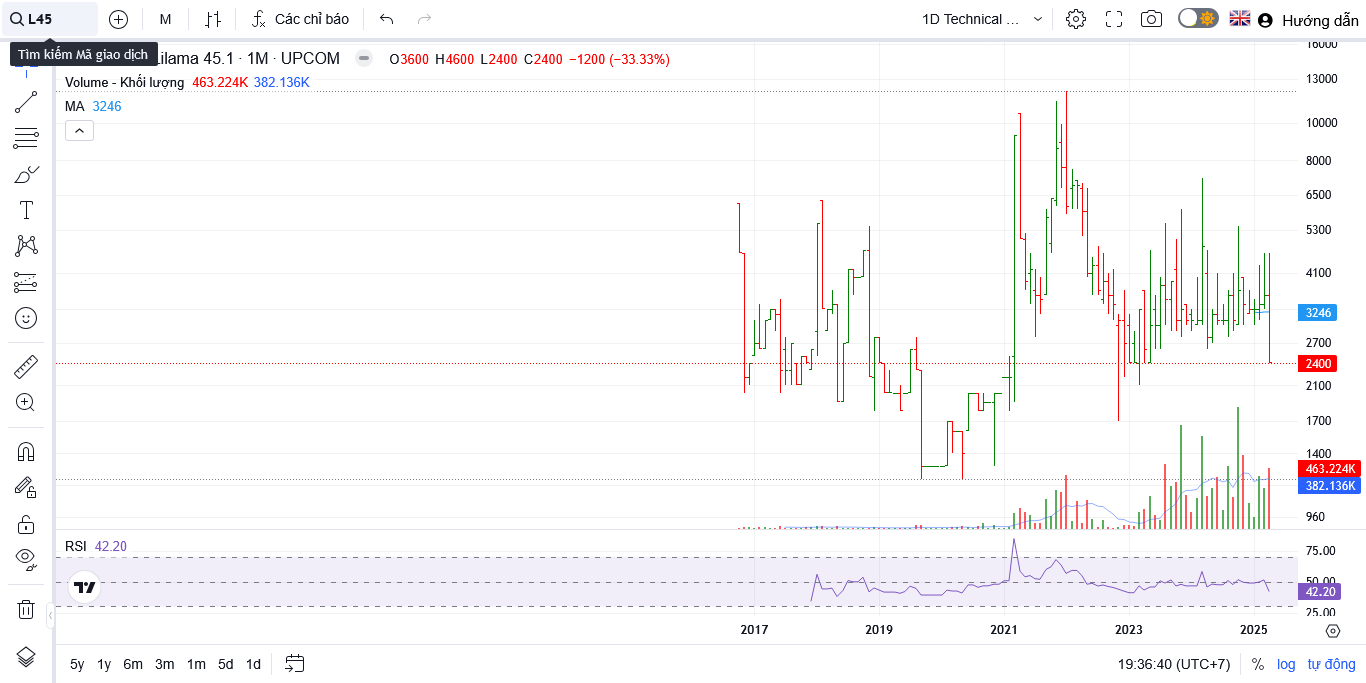 L45 M Các chỉ báo 1D Technical ... Hướng dẫn
Tìm kiếm Mã giao dịch
Lilama 45.1 · 1M · UPCOM O3600 H4600 L2400 C2400 −1200 (−33.33%)
Volume - Khối lượng 463.224K 382.136K
MA 3246
16000
13000
10000
8000
6500
5300
4100
3246
2700
2400
2100
1700
1400
463.224K
382.136K
960
RSI 42.20
75.00
50.00
42.20
25.00
2017 2019 2021 2023 2025
5y 1y 6m 3m 1m 5d 1d 19:36:40 (UTC+7) % log tự động